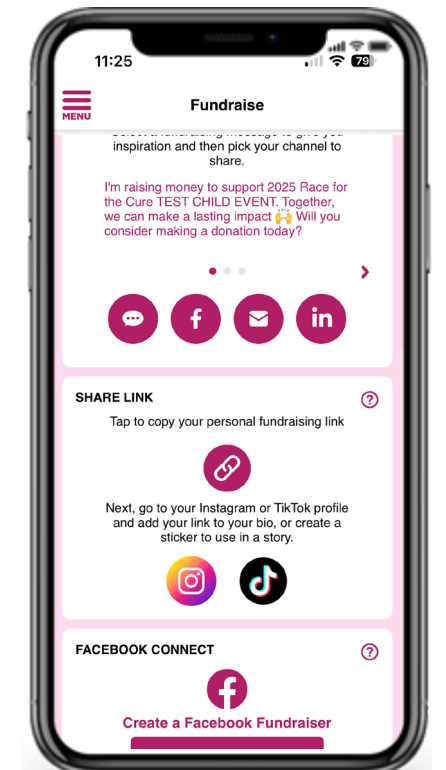 11:25
79
MENU
Fundraise
inspiration and then pick your channel to
share.
I'm raising money to support 2025 Race for
the Cure TEST CHILD EVENT. Together,
we can make a lasting impact 🙌 Will you
consider making a donation today?
in
SHARE LINK
?
Tap to copy your personal fundraising link
Next, go to your Instagram or TikTok profile
and add your link to your bio, or create a
sticker to use in a story.
FACEBOOK CONNECT
?
Create a Facebook Fundraiser